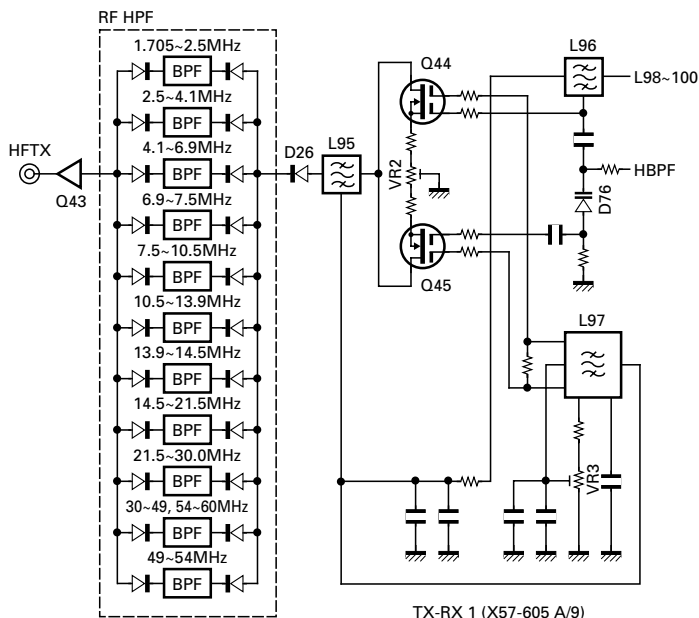 RF HPF
1.705~2.5MHz
BPF
2.5~4.1MHz
BPF
4.1~6.9MHz
BPF
6.9~7.5MHz
BPF
7.5~10.5MHz
BPF
10.5~13.9MHz
BPF
13.9~14.5MHz
BPF
14.5~21.5MHz
BPF
21.5~30.0MHz
BPF
30~49, 54~60MHz
BPF
49~54MHz
BPF
HFTX
Q43
D26
L95
Q44
VR2
Q45
L96
L98~100
HBPF
D76
L97
VR3
TX-RX 1 (X57-605 A/9)